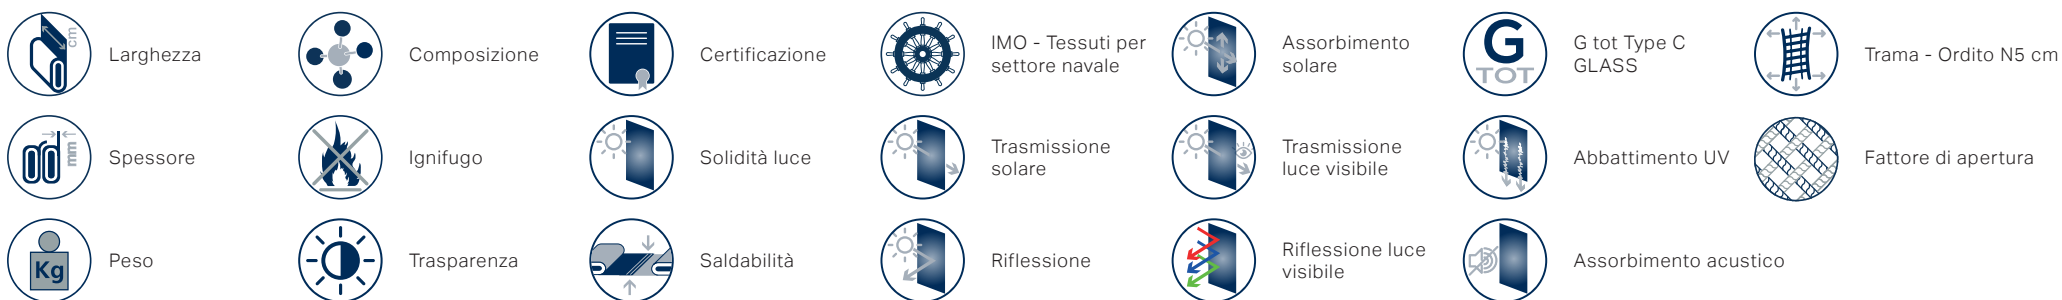 cm
Larghezza
Composizione
Certificazione
IMO - Tessuti per
settore navale
Assorbimento
solare
G
TOT
G tot Type C
GLASS
Trama - Ordito N5 cm
mm
Spessore
Ignifugo
Solidità luce
Trasmissione
solare
Trasmissione
luce visibile
Abbattimento UV
Fattore di apertura
Kg
Peso
Trasparenza
Saldabilità
Riflessione
Riflessione luce
visibile
Assorbimento acustico